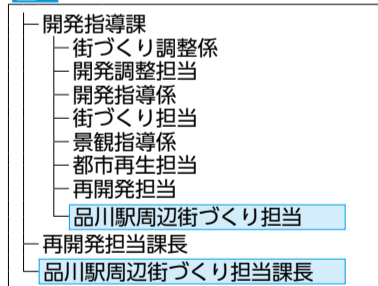 開発指導課
街づくり調整係
開発調整担当
開発指導係
街づくり担当
景観指導係
都市再生担当
再開発担当
品川駅周辺街づくり担当
再開発担当課長
品川駅周辺街づくり担当課長